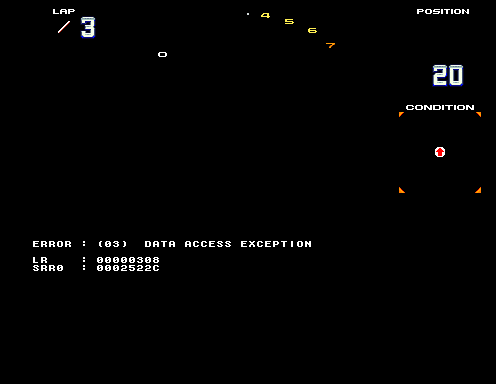 LAP
/ 3
4
5
6
7
0
POSITION
20
CONDITION
ERROR : (03) DATA ACCESS EXCEPTION
LR : 00000308
SRR0 : 0002522C